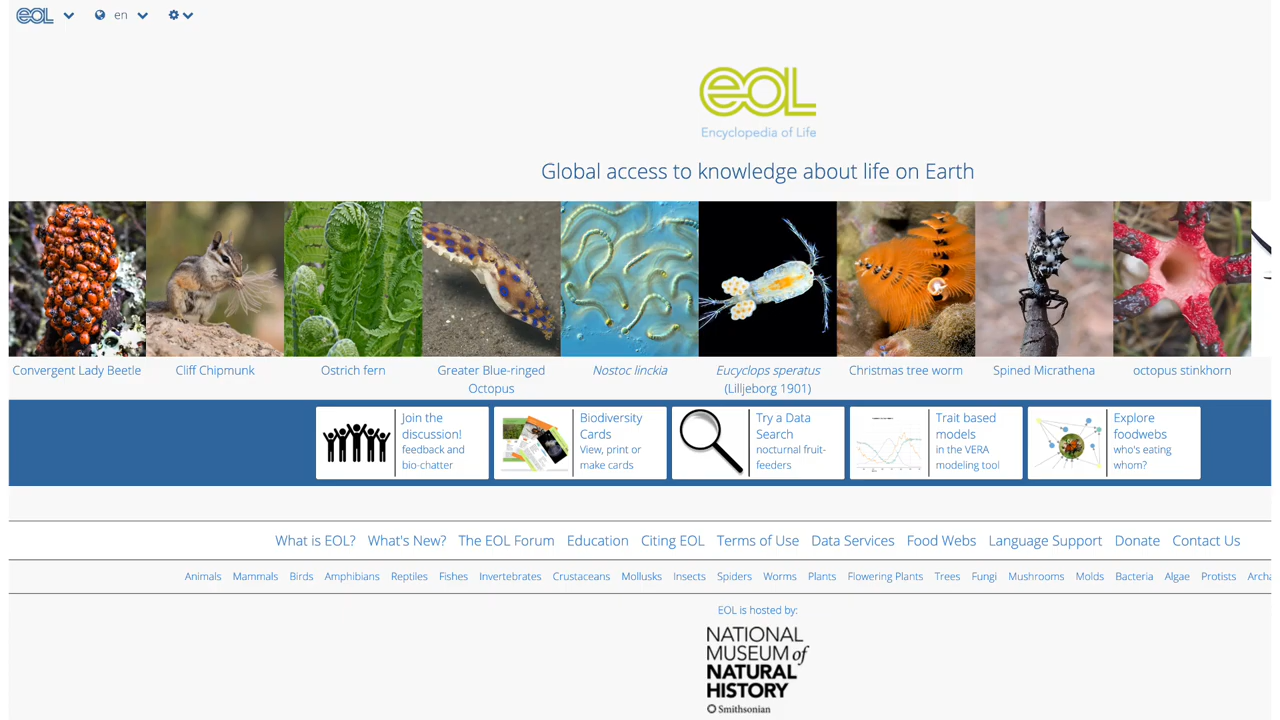 eOL en
eOL
Encyclopedia of Life
Global access to knowledge about life on Earth
Convergent Lady Beetle
Cliff Chipmunk
Ostrich fern
Greater Blue-ringed
Octopus
Nostoc linckia
Eucyclops speratus
(Lilljeborg 1901)
Christmas tree worm
Spined Micrathena
octopus stinkhorn
Join the
discussion!
feedback and
bio-chatter
Biodiversity
Cards
View, print or
make cards
Try a Data
Search
nocturnal fruit-
feeders
Trait based
models
in the VERA
modeling tool
Explore
foodwebs
who's eating
whom?
What is EOL? What's New? The EOL Forum Education Citing EOL Terms of Use Data Services Food Webs Language Support Donate Contact Us
Animals Mammals Birds Amphibians Reptiles Fishes Invertebrates Crustaceans Mollusks Insects Spiders Worms Plants Flowering Plants Trees Fungi Mushrooms Molds Bacteria Algae Protists Archa
EOL is hosted by:
NATIONAL
MUSEUM of
NATURAL
HISTORY
Smithsonian